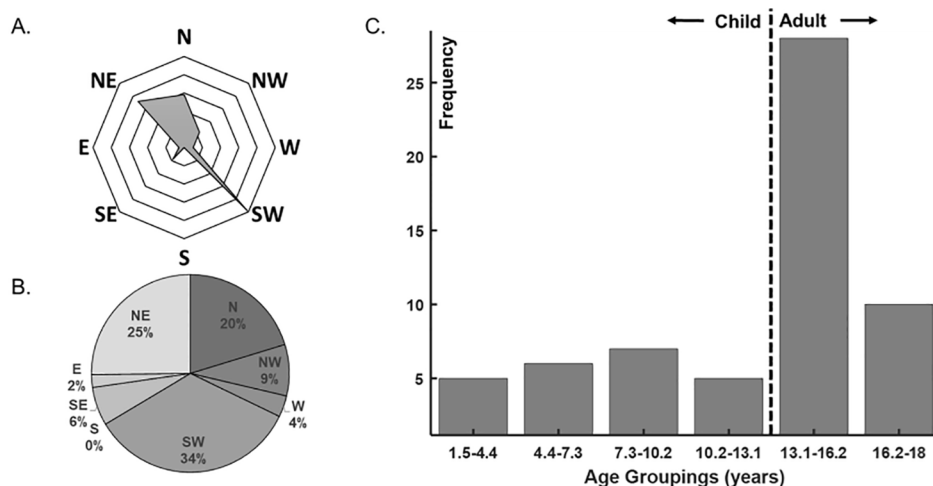 A.
N
NE
NW
E
W
SE
SW
S
B.
N
20%
NE
25%
NW
9%
E
2%
W
4%
SE
6%
S
0%
SW
34%
C.
Child Adult
Frequency
25
20
15
10
5
1.5-4.4 4.4-7.3 7.3-10.2 10.2-13.1 13.1-16.2 16.2-18
Age Groupings (years)